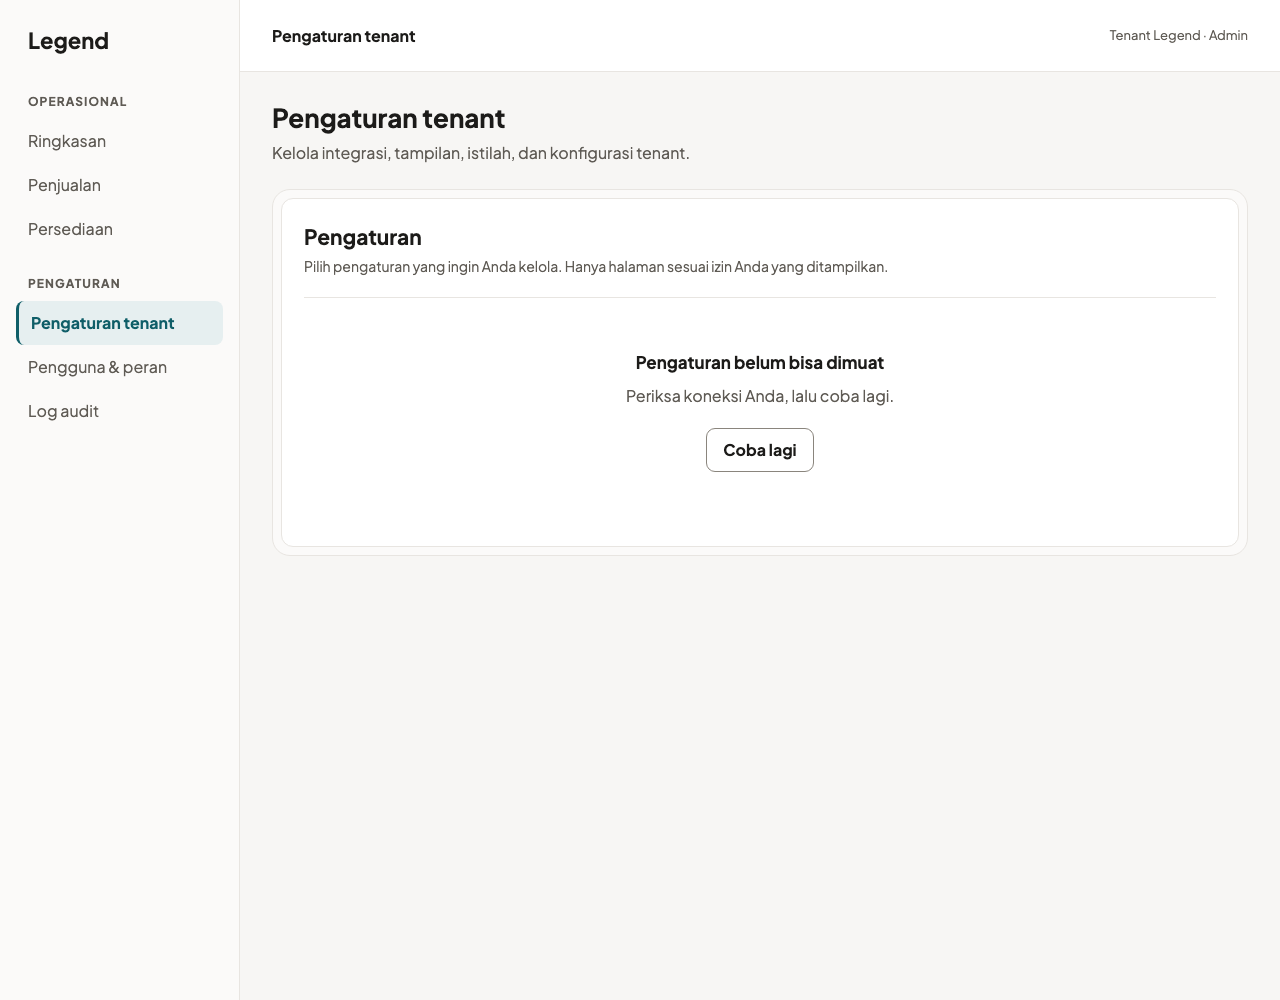 Legend
OPERASIONAL
Ringkasan
Penjualan
Persediaan
PENGATURAN
Pengaturan tenant
Pengguna & peran
Log audit
Pengaturan tenant
Tenant Legend · Admin
Pengaturan tenant
Kelola integrasi, tampilan, istilah, dan konfigurasi tenant.
Pengaturan
Pilih pengaturan yang ingin Anda kelola. Hanya halaman sesuai izin Anda yang ditampilkan.
Pengaturan belum bisa dimuat
Periksa koneksi Anda, lalu coba lagi.
Coba lagi